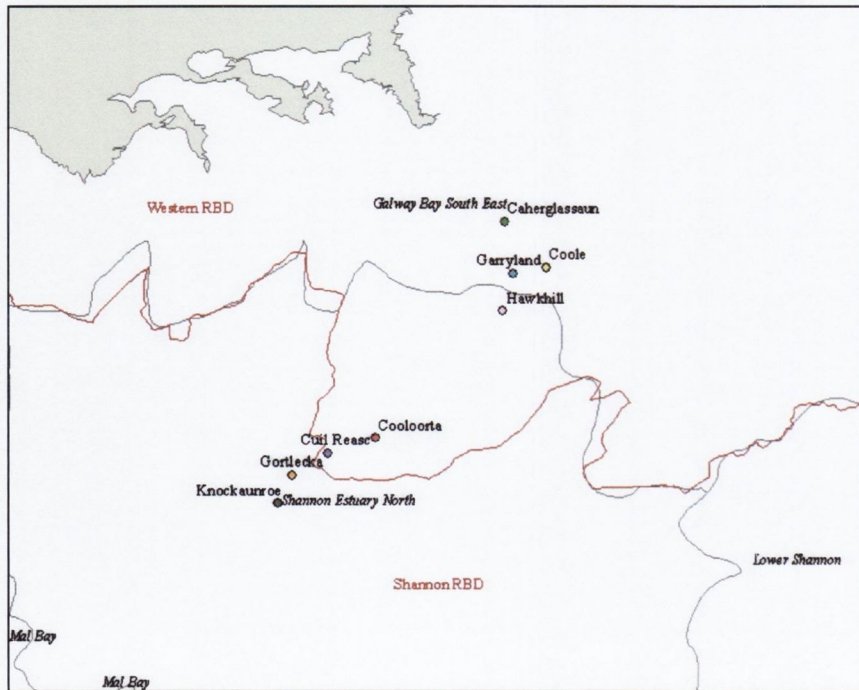 Western RBD
Galway Bay South East
Caherglassaun
Garryland
Coole
Hawkhill
Cooloorta
Cuil Reasc
Gortlecka
Knockaunroe
Shannon Estuary North
Lower Shannon
Shannon RBD
Mal Bay
Mal Bay